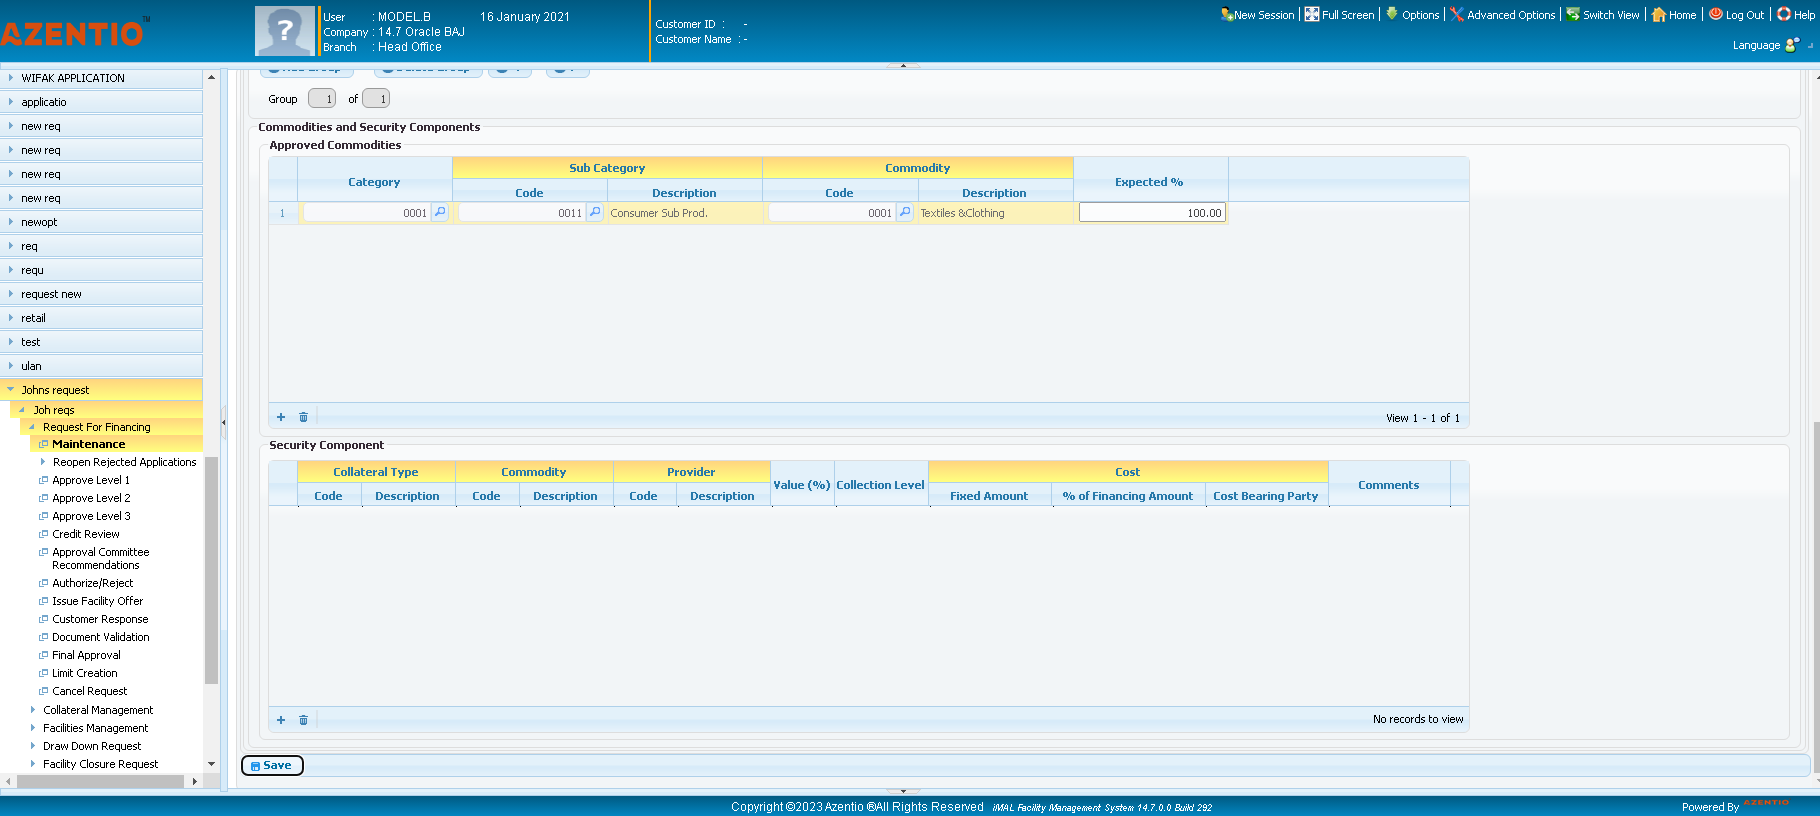 AZENTIO™
User : MODEL.B 16 January 2021
Company : 14.7 Oracle BAJ
Branch : Head Office
Customer ID : -
Customer Name : -
New Session Full Screen Options Advanced Options Switch View Home Log Out Help
Language
WIFAK APPLICATION
applicatio
new req
new req
new req
new req
newopt
req
requ
request new
retail
test
ulan
Johns request
Joh reqs
Request For Financing
Maintenance
Reopen Rejected Applications
Approve Level 1
Approve Level 2
Approve Level 3
Credit Review
Approval Committee
Recommendations
Authorize/Reject
Issue Facility Offer
Customer Response
Document Validation
Final Approval
Limit Creation
Cancel Request
Collateral Management
Facilities Management
Draw Down Request
Facility Closure Request
Group 1 of 1
Commodities and Security Components
Approved Commodities
Category Sub Category Commodity Expected %
Code Description Code Description
1 0001 0011 Consumer Sub Prod. 0001 Textiles &Clothing 100.00
View 1 - 1 of 1
Security Component
Collateral Type Commodity Provider Value (%) Collection Level Cost Comments
Code Description Code Description Code Description Fixed Amount % of Financing Amount Cost Bearing Party
No records to view
Save
Copyright ©2023 Azentio ®All Rights Reserved iMAL Facility Management System 14.7.0.0 Build 292
Powered By AZENTIO